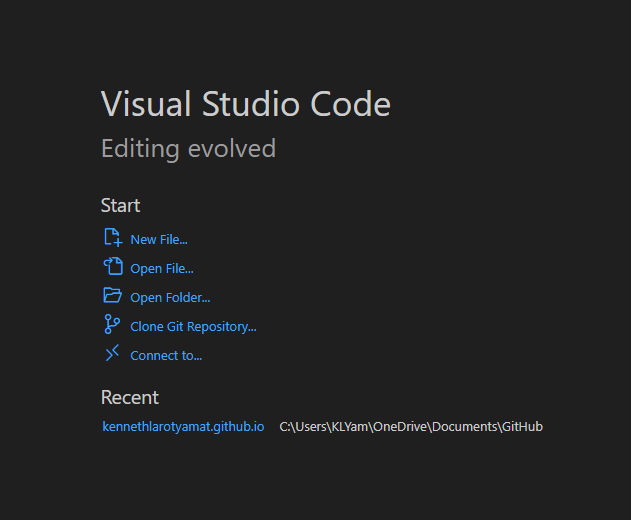 Visual Studio Code
Editing evolved
Start
New File...
Open File...
Open Folder...
Clone Git Repository...
Connect to...
Recent
kennethlarotyamat.github.io C:\Users\KLYam\OneDrive\Documents\GitHub